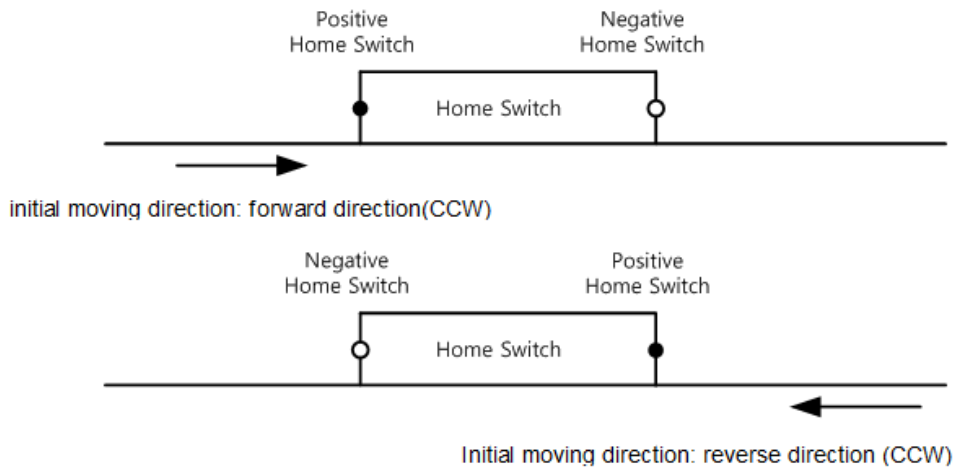 Positive
Home Switch
Negative
Home Switch
Home Switch
initial moving direction: forward direction(CCW)
Negative
Home Switch
Positive
Home Switch
Home Switch
Initial moving direction: reverse direction (CCW)